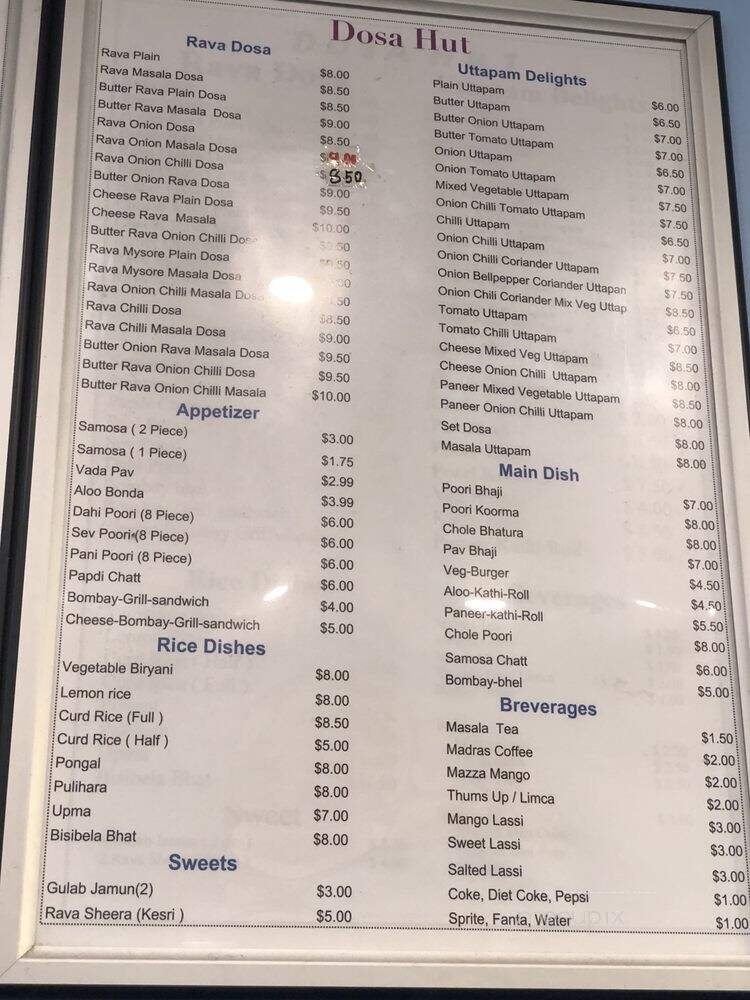 Dosa Hut
Rava Dosa
Rava Plain $8.00
Rava Masala Dosa $8.50
Butter Rava Plain Dosa $8.50
Butter Rava Masala Dosa $9.00
Rava Onion Dosa $8.50
Rava Onion Masala Dosa $9.00
Rava Onion Chilli Dosa $8.50
Butter Onion Rava Dosa $9.00
Cheese Rava Plain Dosa $9.50
Cheese Rava Masala $10.00
Butter Rava Onion Chilli Dosa
Rava Mysore Plain Dosa
Rava Mysore Masala Dosa
Rava Onion Chilli Masala Dosa
Rava Chilli Dosa $8.50
Rava Chilli Masala Dosa $9.00
Butter Onion Rava Masala Dosa $9.50
Butter Rava Onion Chilli Dosa $9.50
Butter Rava Onion Chilli Masala $10.00
Appetizer
Samosa ( 2 Piece) $3.00
Samosa ( 1 Piece) $1.75
Vada Pav $2.99
Aloo Bonda $3.99
Dahi Poori (8 Piece) $6.00
Sev Poori (8 Piece) $6.00
Pani Poori (8 Piece) $6.00
Papdi Chatt $6.00
Bombay-Grill-sandwich $4.00
Cheese-Bombay-Grill-sandwich $5.00
Rice Dishes
Vegetable Biryani $8.00
Lemon rice $8.00
Curd Rice (Full ) $8.50
Curd Rice ( Half ) $5.00
Pongal $8.00
Pulihara $8.00
Upma $7.00
Bisibela Bhat $8.00
Sweets
Gulab Jamun(2) $3.00
Rava Sheera (Kesri ) $5.00
Uttapam Delights
Plain Uttapam $6.00
Butter Uttapam $6.50
Butter Onion Uttapam $7.00
Butter Tomato Uttapam $7.00
Onion Uttapam $6.50
Onion Tomato Uttapam $7.00
Mixed Vegetable Uttapam $7.50
Onion Chilli Tomato Uttapam $7.50
Chilli Uttapam $6.50
Onion Chilli Uttapam $7.00
Onion Chilli Coriander Uttapam $7.50
Onion Bellpepper Coriander Uttapan $7.50
Onion Chili Coriander Mix Veg Uttap $8.50
Tomato Uttapam $6.50
Tomato Chilli Uttapam $7.00
Cheese Mixed Veg Uttapam $8.50
Cheese Onion Chilli Uttapam $8.00
Paneer Mixed Vegetable Uttapam $8.50
Paneer Onion Chilli Uttapam $8.00
Set Dosa $8.00
Masala Uttapam $8.00
Main Dish
Poori Bhaji $7.00
Poori Koorma $8.00
Chole Bhatura $8.00
Pav Bhaji $7.00
Veg-Burger $4.50
Aloo-Kathi-Roll $4.50
Paneer-kathi-Roll $5.50
Chole Poori $8.00
Samosa Chatt $6.00
Bombay-bhel $5.00
Breverages
Masala Tea $1.50
Madras Coffee $2.00
Mazza Mango $2.00
Thums Up / Limca $2.00
Mango Lassi $3.00
Sweet Lassi $3.00
Salted Lassi $3.00
Coke, Diet Coke, Pepsi $1.00
Sprite, Fanta, Water $1.00